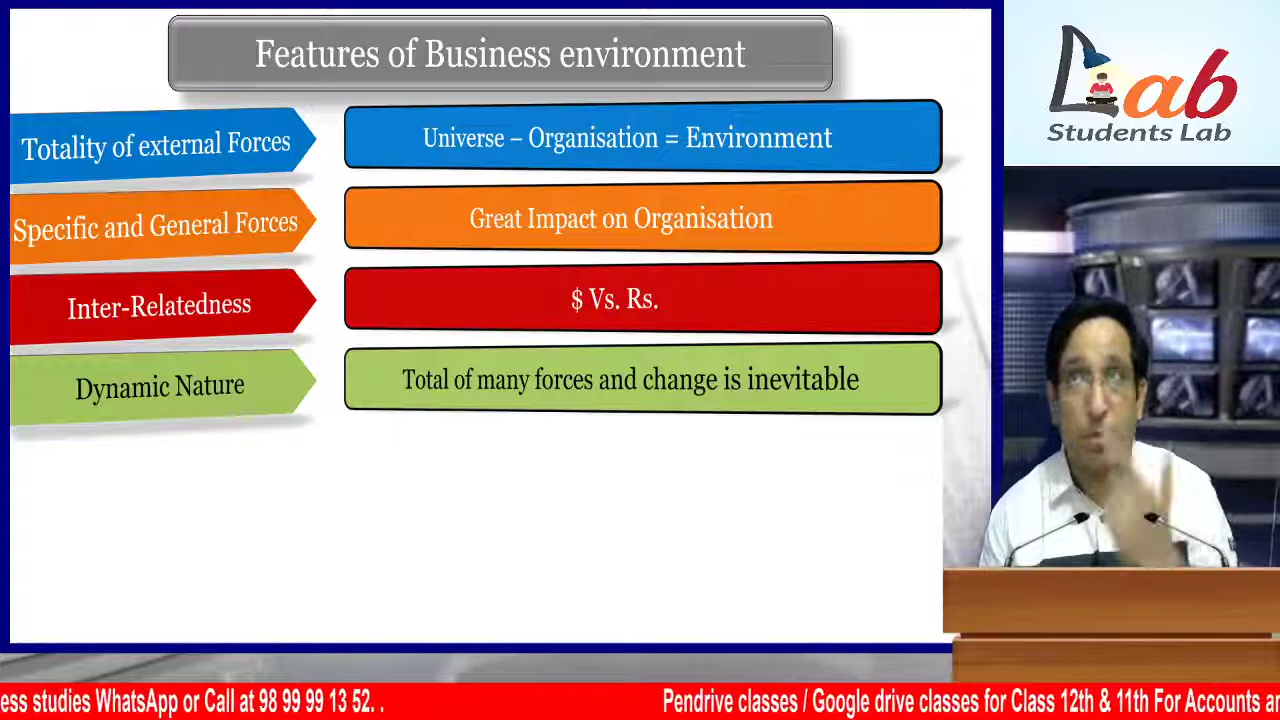 Features of Business environment
Totality of external Forces
Universe – Organisation = Environment
Specific and General Forces
Great Impact on Organisation
Inter-Relatedness
$ Vs. Rs.
Dynamic Nature
Total of many forces and change is inevitable
Lab
Students Lab
ess studies WhatsApp or Call at 98 99 99 13 52. .
Pendrive classes / Google drive classes for Class 12th & 11th For Accounts a